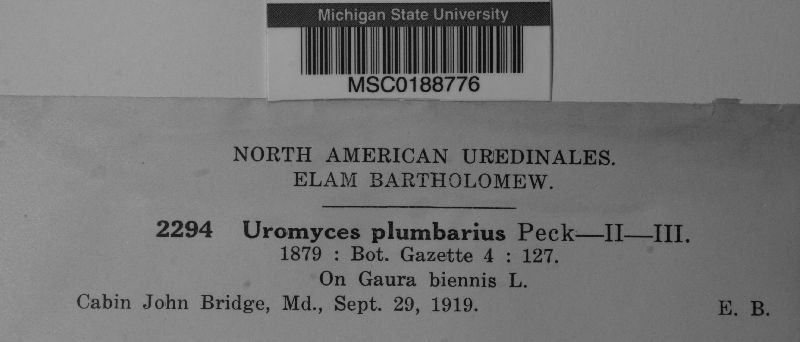 Michigan State University
MSC0188776
NORTH AMERICAN UREDINALES.
ELAM BARTHOLOMEW.
2294 Uromyces plumbarius Peck—II—III.
1879 : Bot. Gazette 4 : 127.
On Gaura biennis L.
Cabin John Bridge, Md., Sept. 29, 1919. E. B.